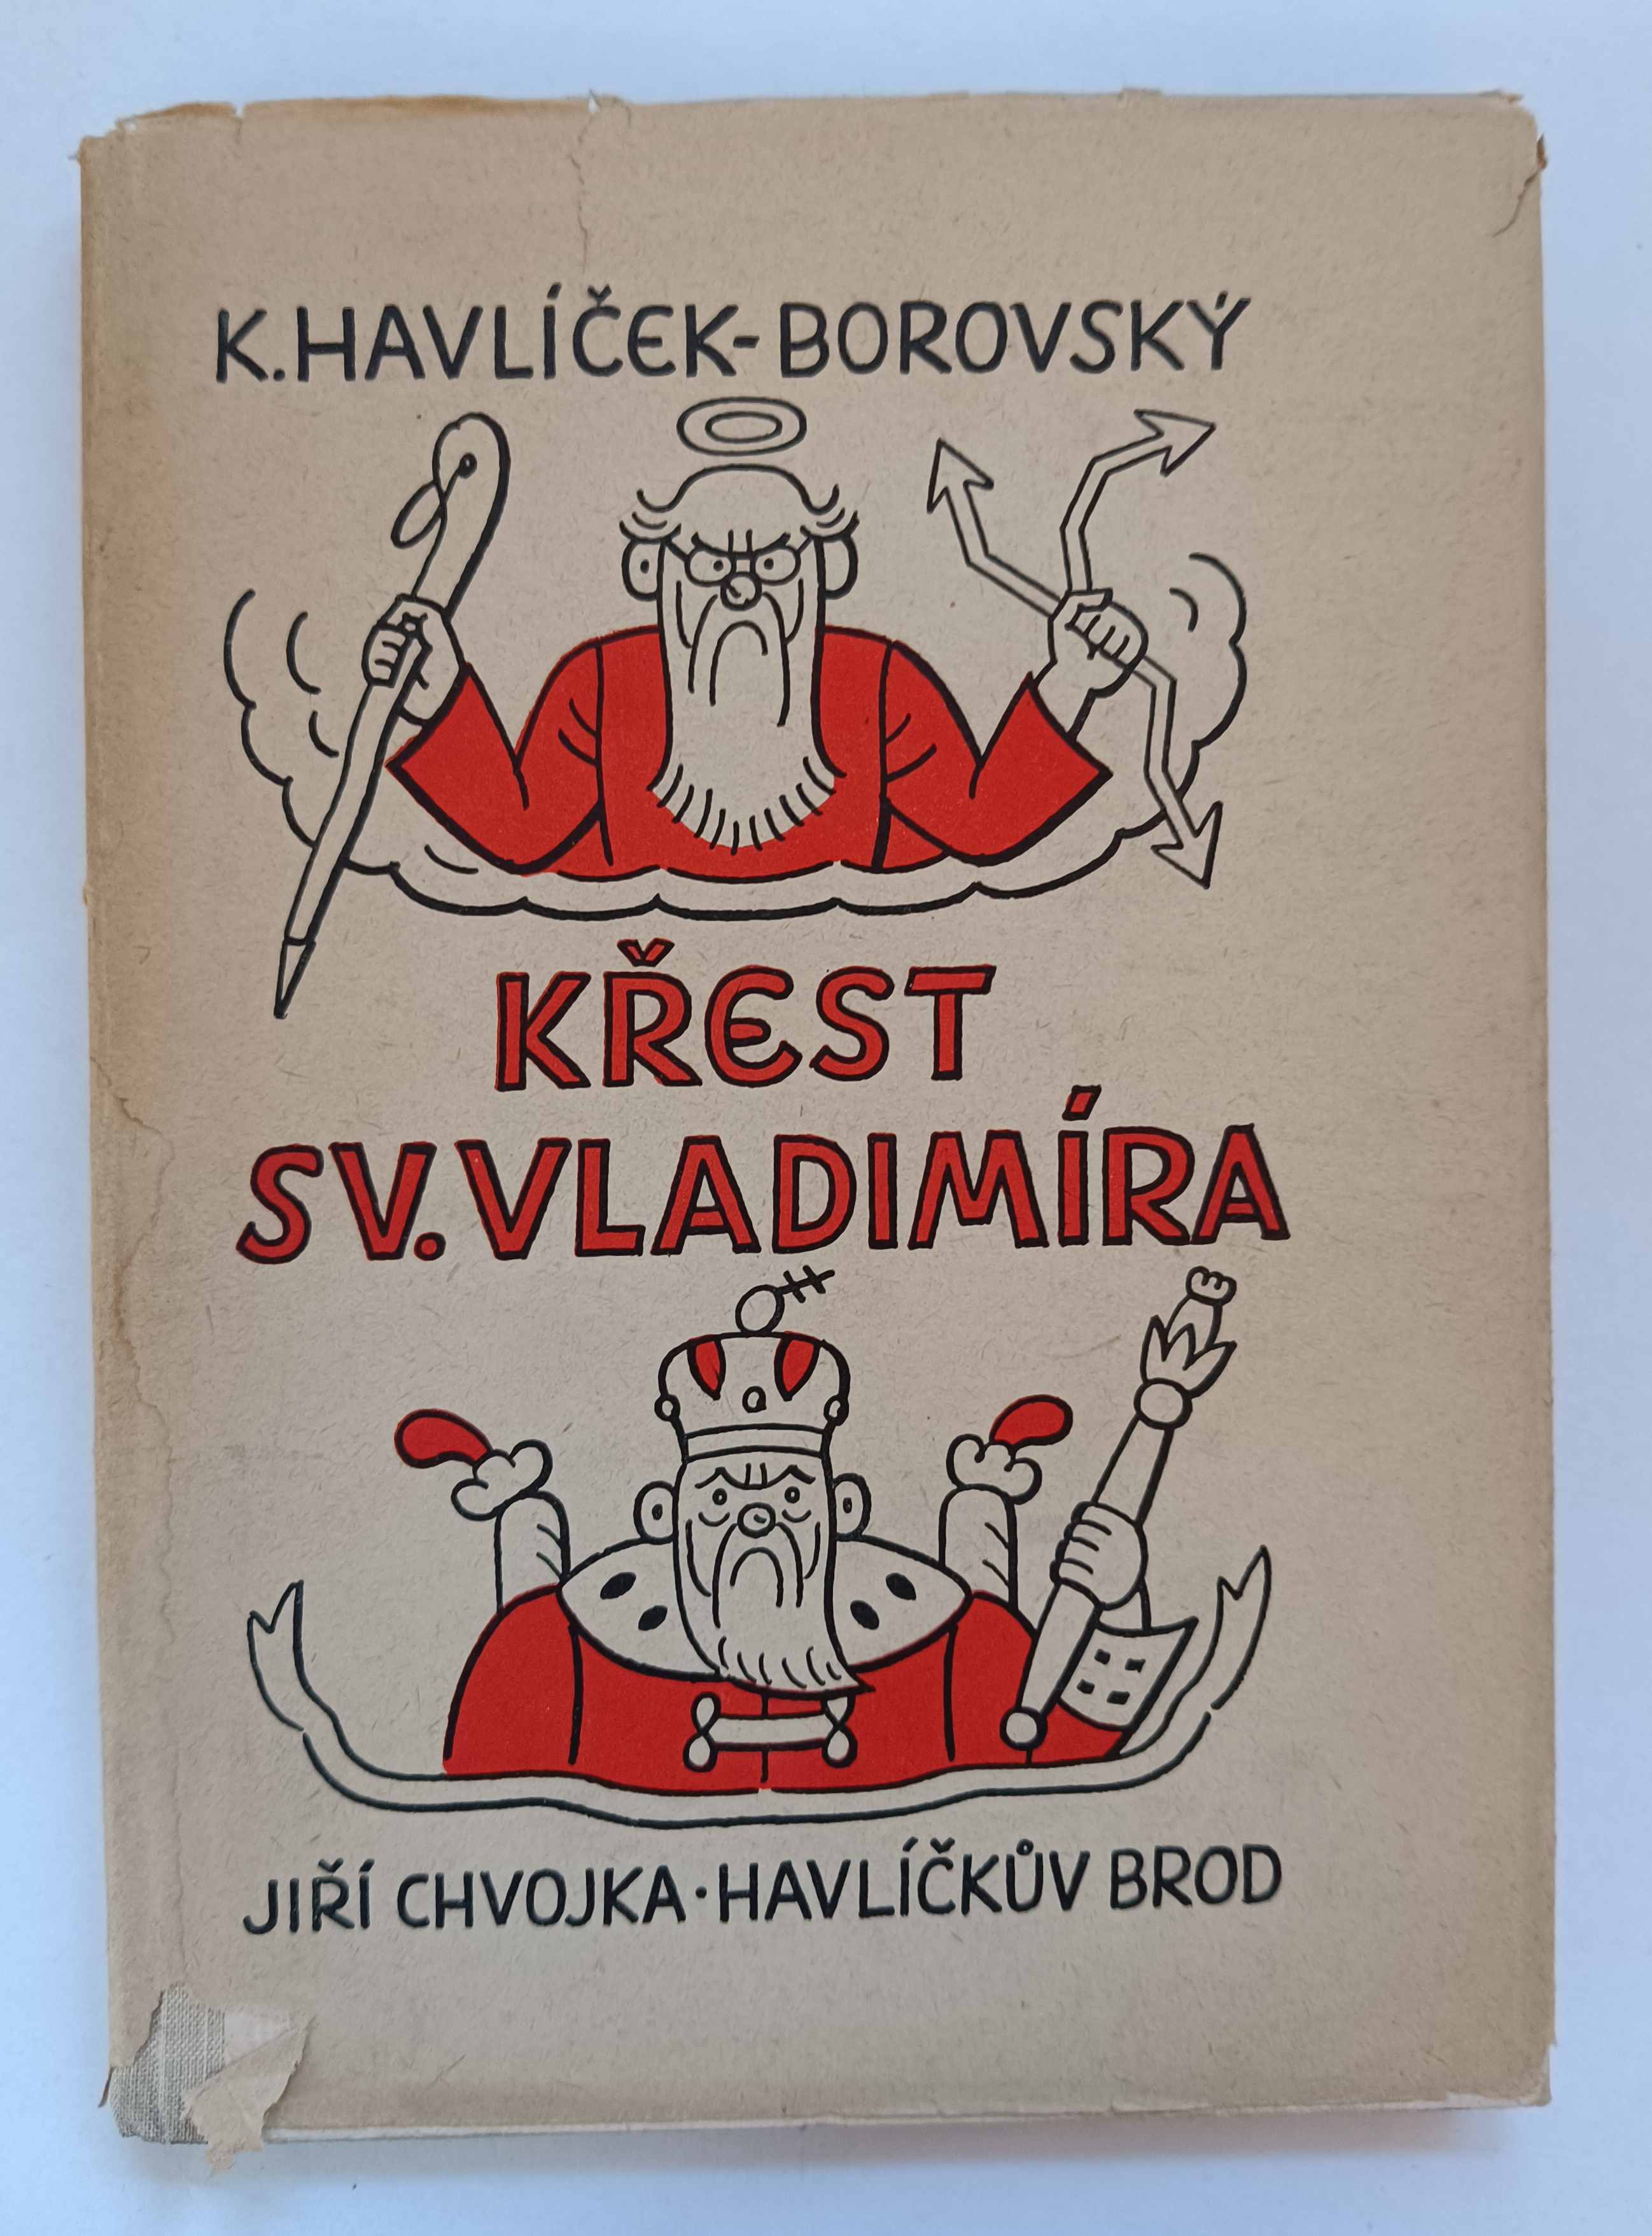 K. HAVLÍČEK-BOROVSKÝ
KŘEST
SV. VLADIMÍRA
JIŘÍ CHVOJKA · HAVLÍČKŮV BROD